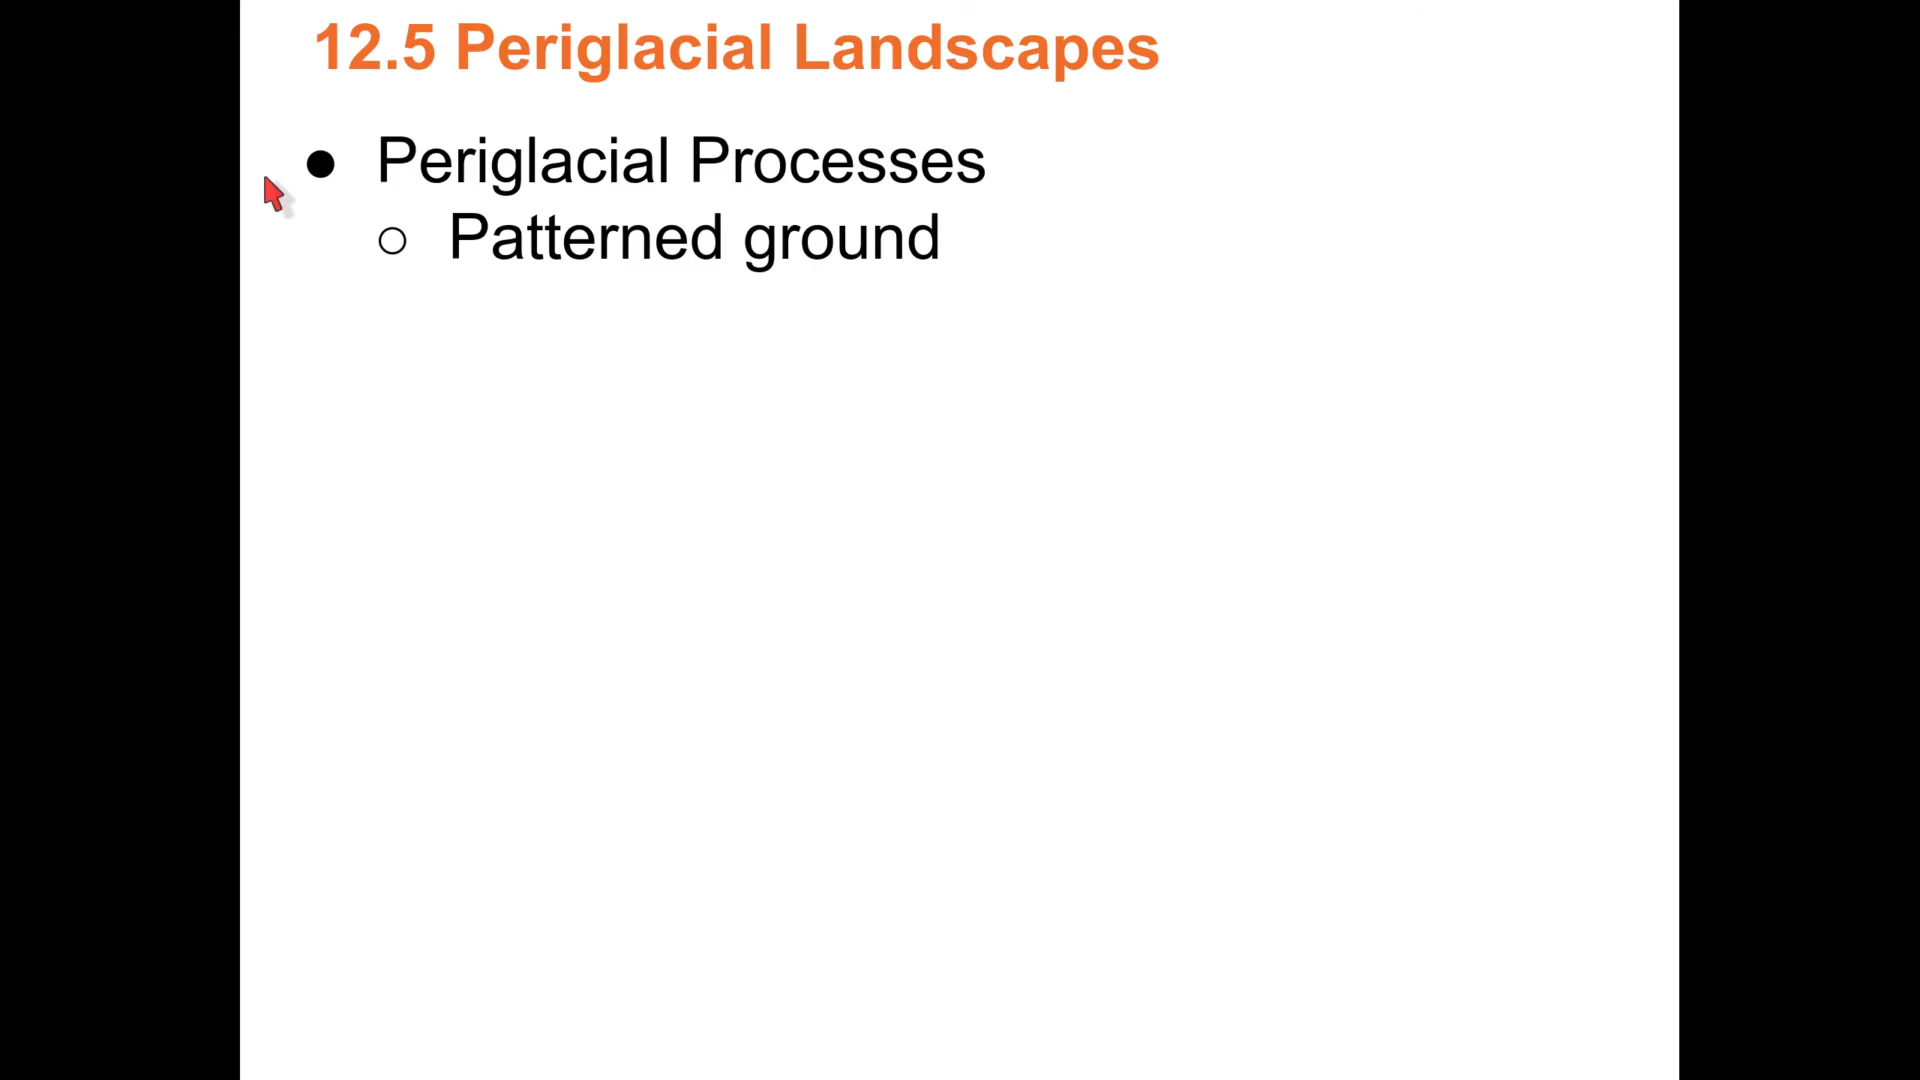 12.5 Periglacial Landscapes
● Periglacial Processes
○ Patterned ground